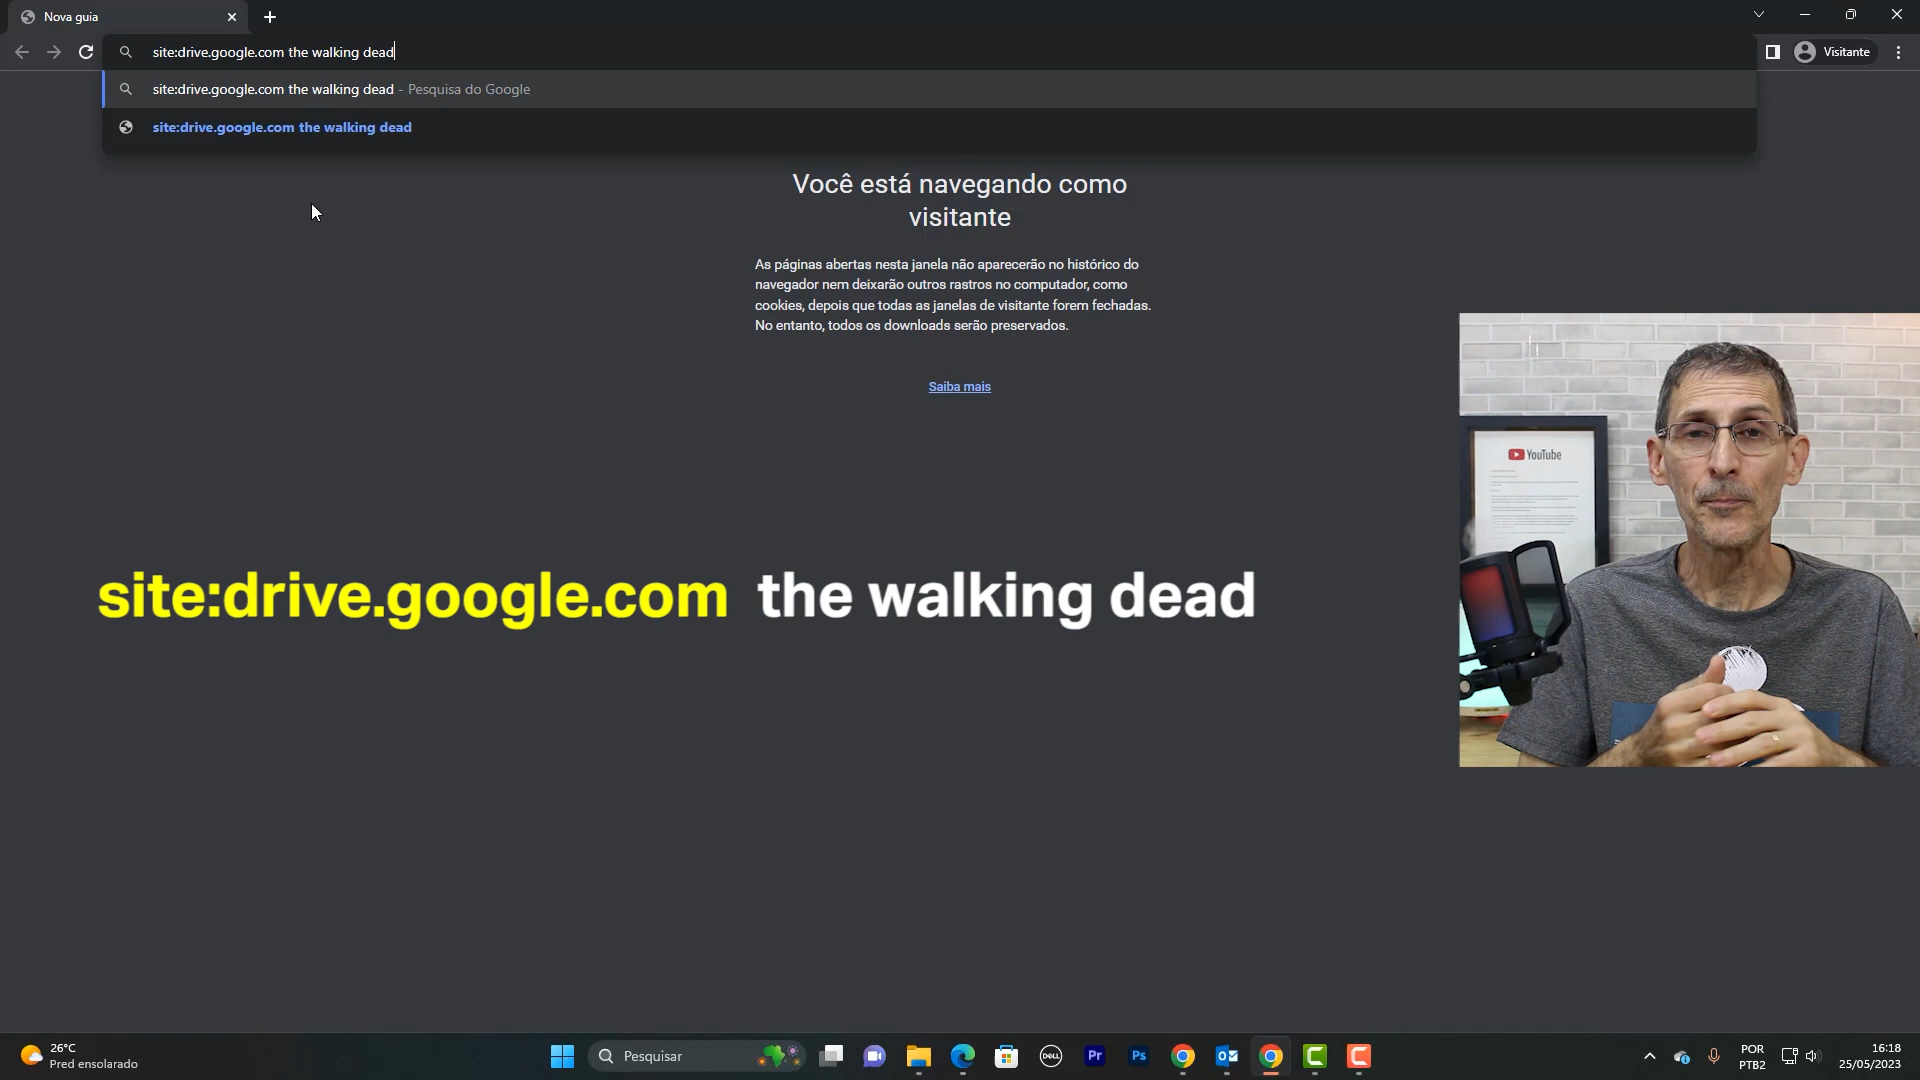 Nova guia
site:drive.google.com the walking dead
Visitante
site:drive.google.com the walking dead - Pesquisa do Google
site:drive.google.com the walking dead
Você está navegando como
visitante
As páginas abertas nesta janela não aparecerão no histórico do
navegador nem deixarão outros rastros no computador, como
cookies, depois que todas as janelas de visitante forem fechadas.
No entanto, todos os downloads serão preservados.
Saiba mais
YouTube
site:drive.google.com the walking dead
26°C
Pred ensolarado
Pesquisar
DELL
Pr
Ps
POR
PTB2
16:18
25/05/2023